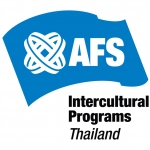 AFS
Intercultural
Programs
Thailand